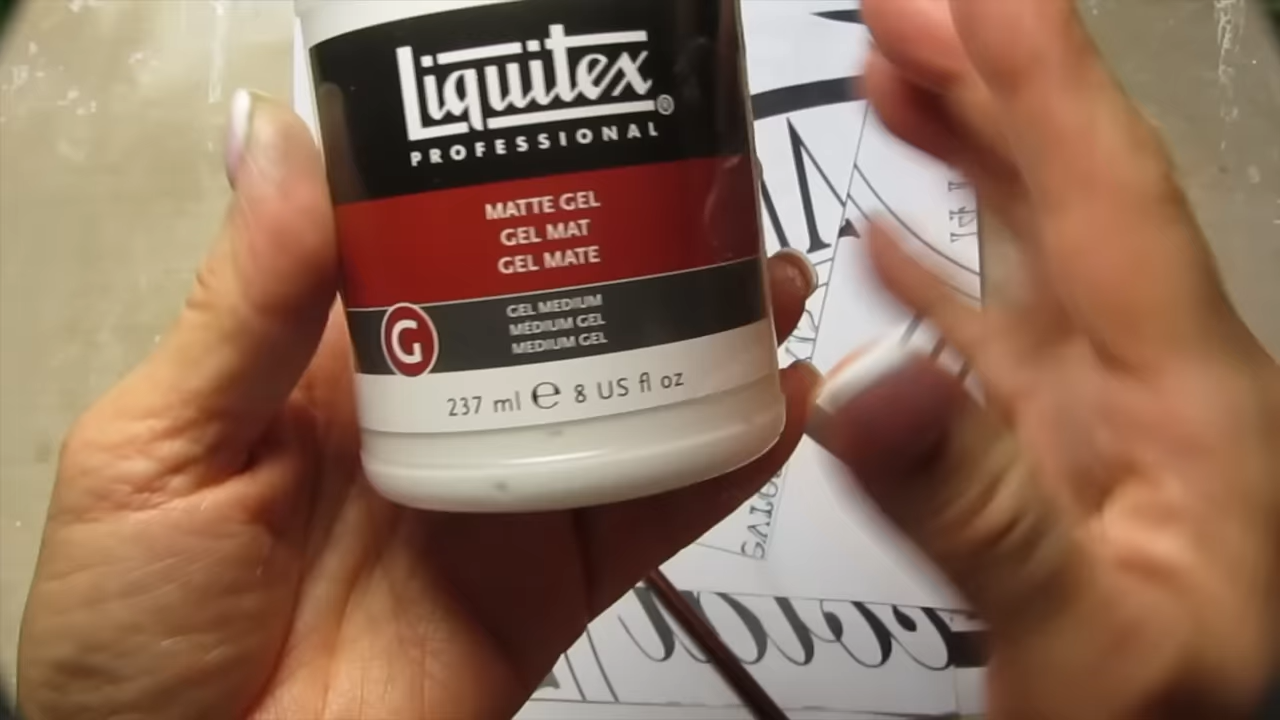 Liquitex®
PROFESSIONAL
MATTE GEL
GEL MAT
GEL MATE
G
GEL MEDIUM
MÉDIUM GEL
MEDIUM GEL
237 ml ℮ 8 US fl oz